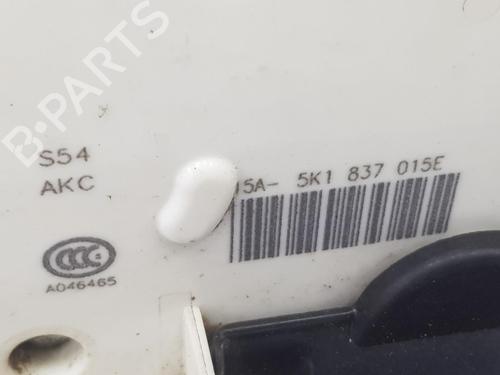 B-PARTS
S54
AKC
15A- 5K1 837 015E
CCC
A046465